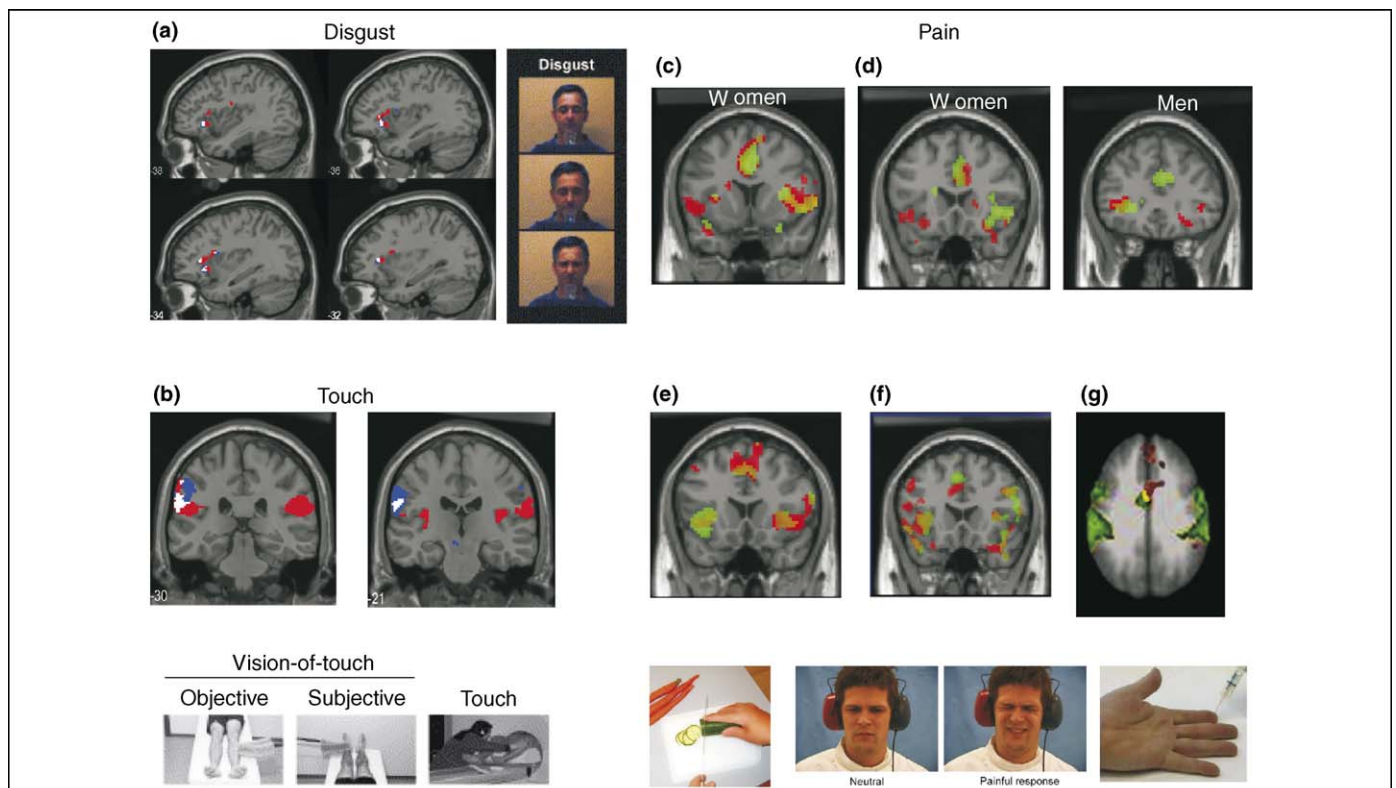 (a)
Disgust
-38
-36
-34
-32
Disgust
Pain
(c)
W omen
(d)
W omen
Men
(b)
Touch
-30
-21
Vision-of-touch
Objective
Subjective
Touch
(e)
(f)
(g)
Neutral
Painful response